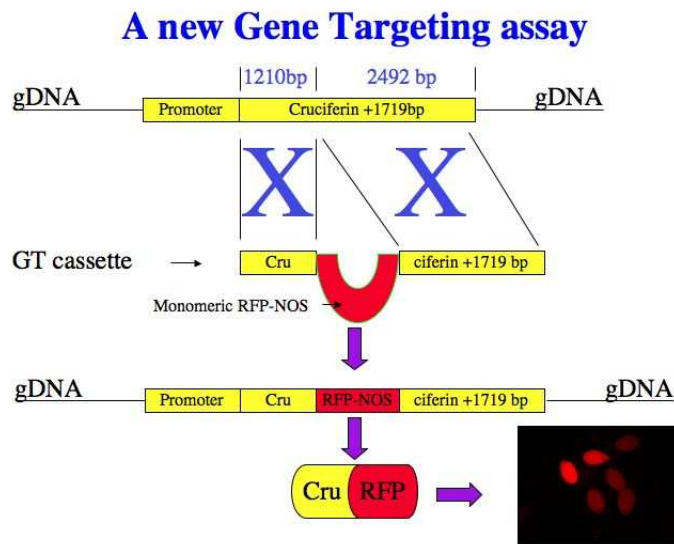 A new Gene Targeting assay
1210bp 2492 bp
gDNA gDNA
Promoter Cruciferin +1719bp
X X
GT cassette Cru ciferin +1719 bp
Monomeric RFP-NOS
gDNA gDNA
Promoter Cru RFP-NOS ciferin +1719 bp
Cru RFP